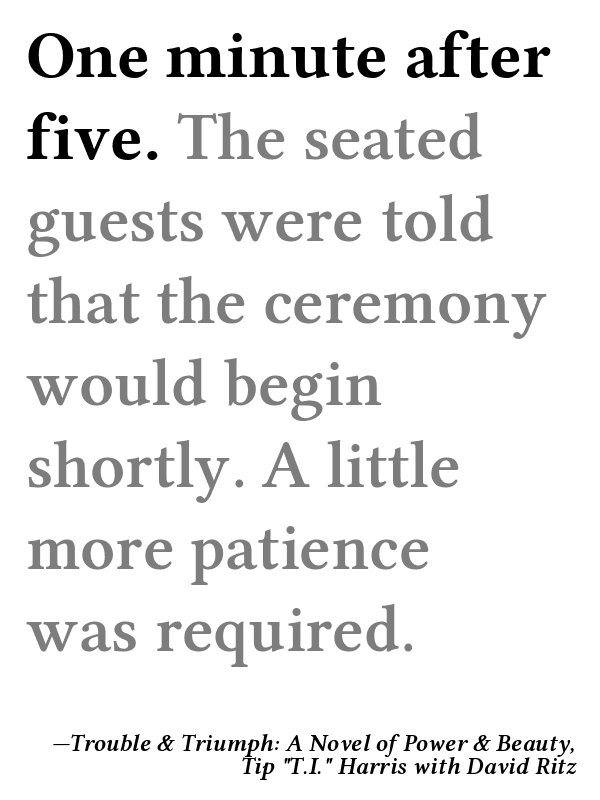 One minute after
five. The seated
guests were told
that the ceremony
would begin
shortly. A little
more patience
was required.
—Trouble & Triumph: A Novel of Power & Beauty,
Tip "T.I." Harris with David Ritz